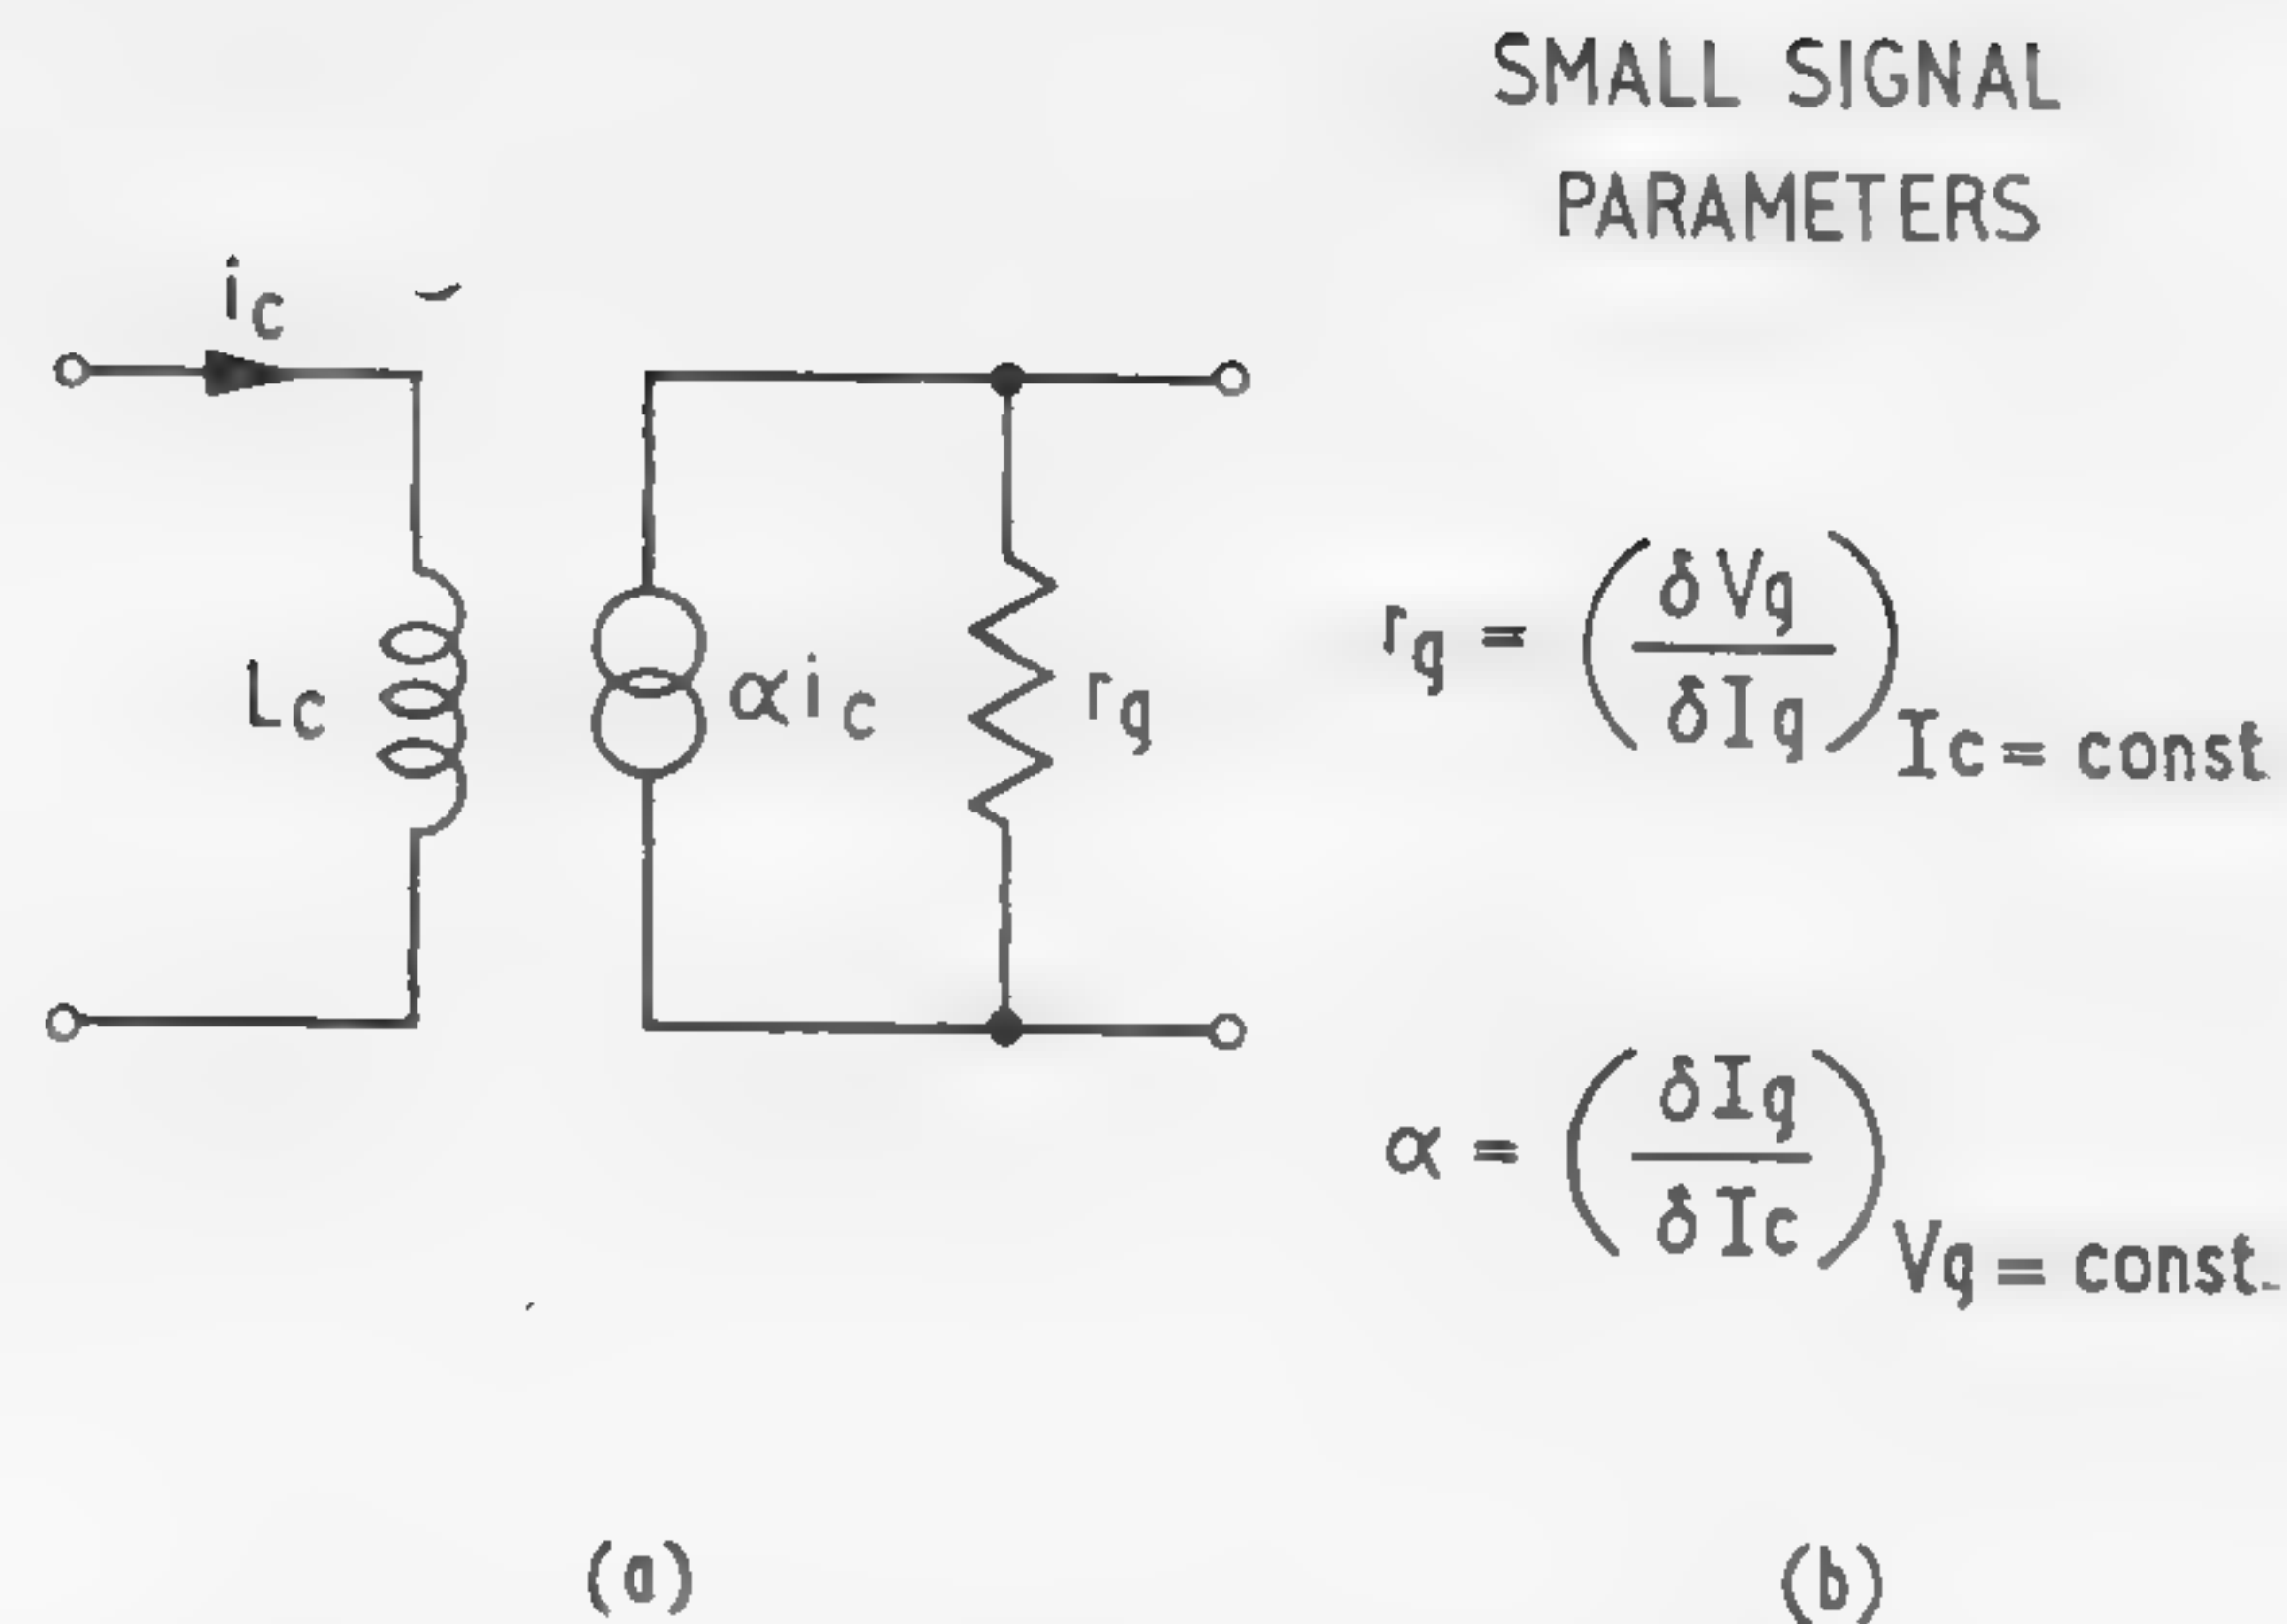 SMALL SIGNAL
PARAMETERS
ic
Lc
αic
rg
rg = (δVg / δIg) Ic = const.
α = (δIg / δIc) Vg = const.
(a)
(b)